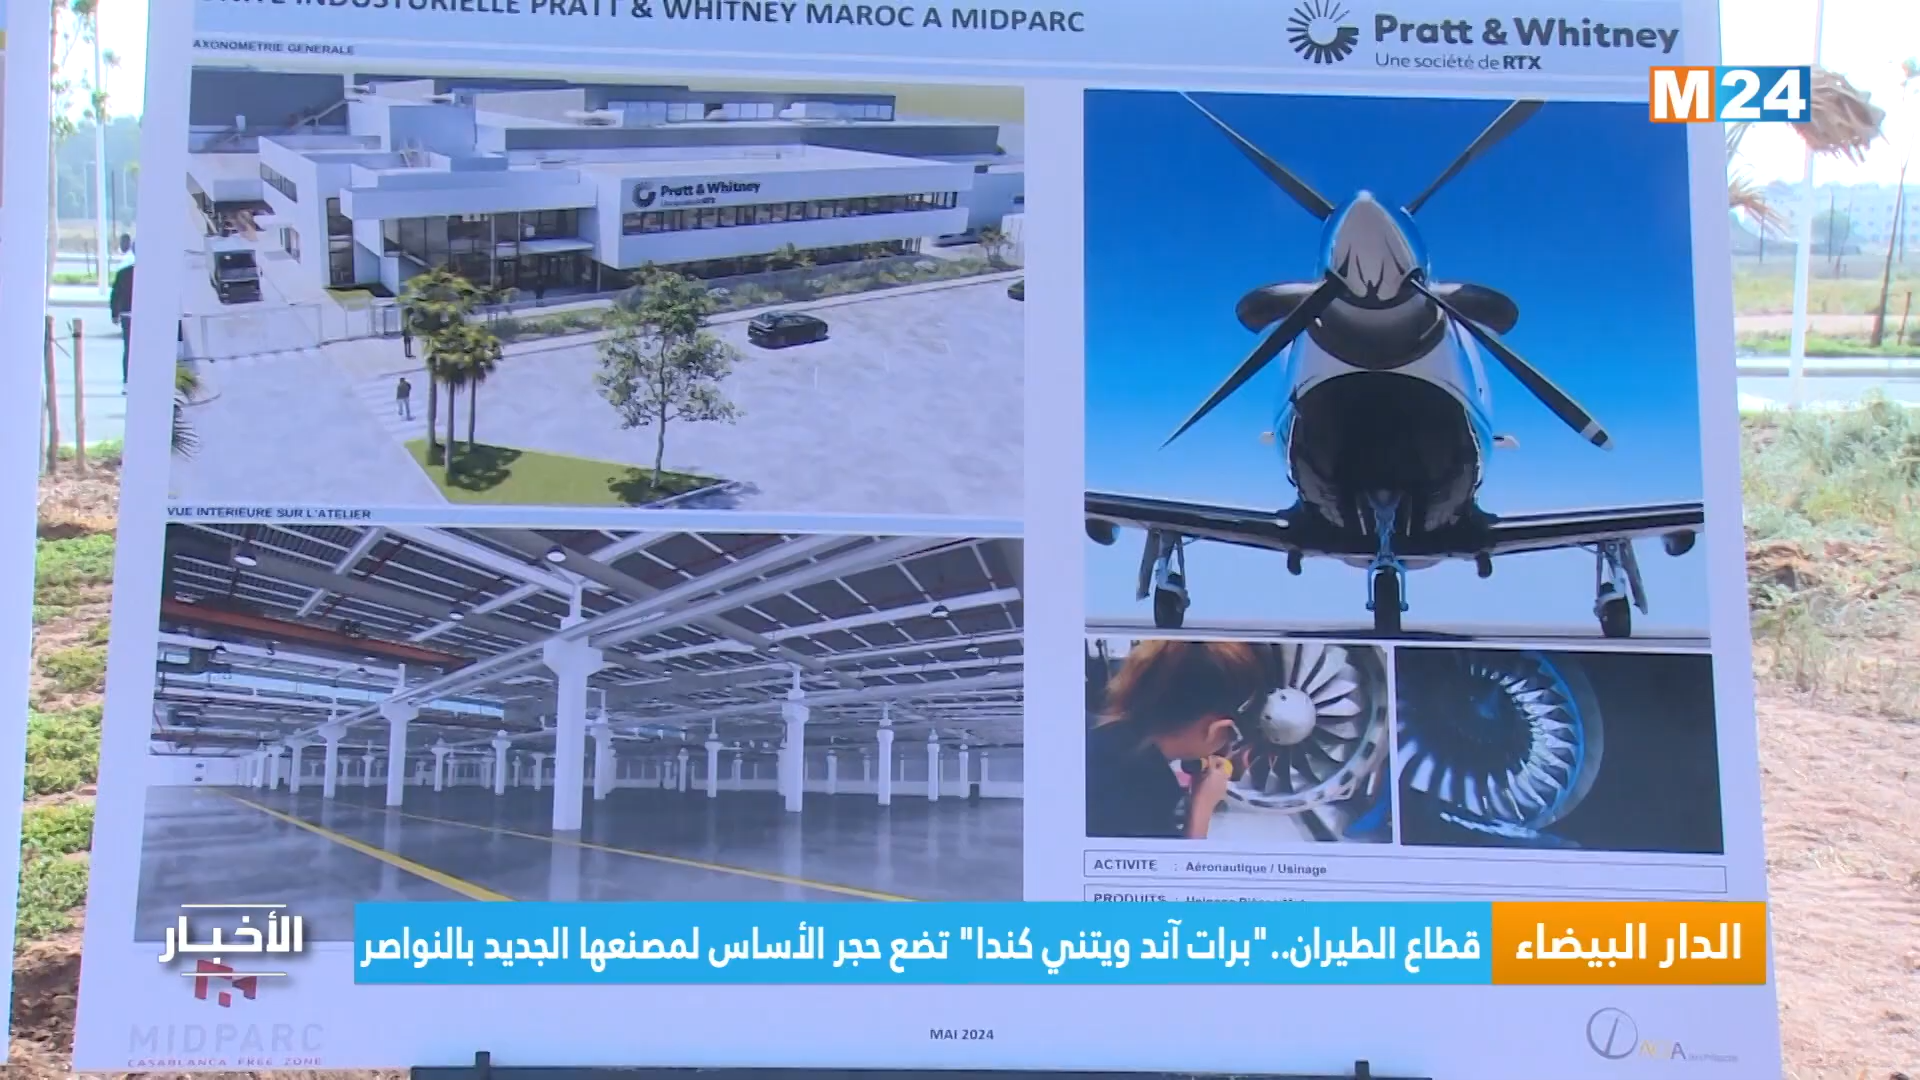 INDUSTURIELLE PRATT & WHITNEY MAROC A MIDPARC
Pratt & Whitney
Une société de RTX
AXONOMETRIE GENERALE
M24
Pratt & Whitney
VUE INTERIEURE SUR L'ATELIER
ACTIVITE : Aéronautique / Usinage
PRODUITS :
الأخبار
الدار البيضاء
قطاع الطيران.."برات آند ويتني كندا" تضع حجر الأساس لمصنعها الجديد بالنواصر
MIDPARC
CASABLANCA FREE ZONE
MAI 2024